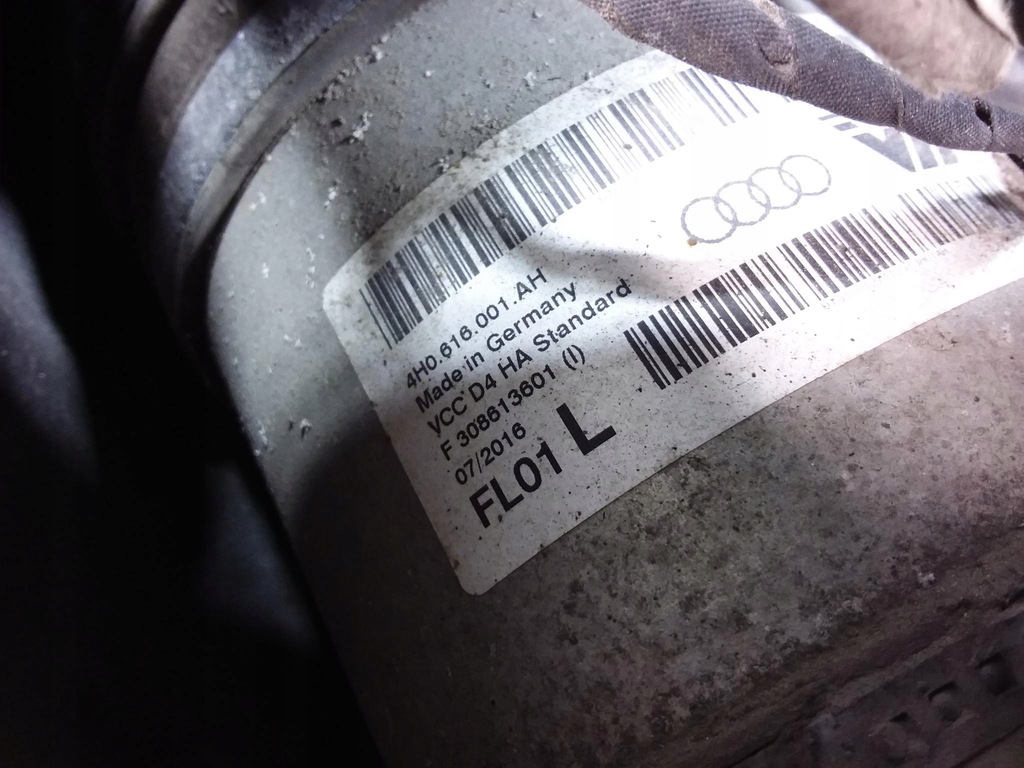 4H0.616.001.AH
Made in Germany
VCC D4 HA Standard
F 308613601 (I)
07/2016
FL01 L